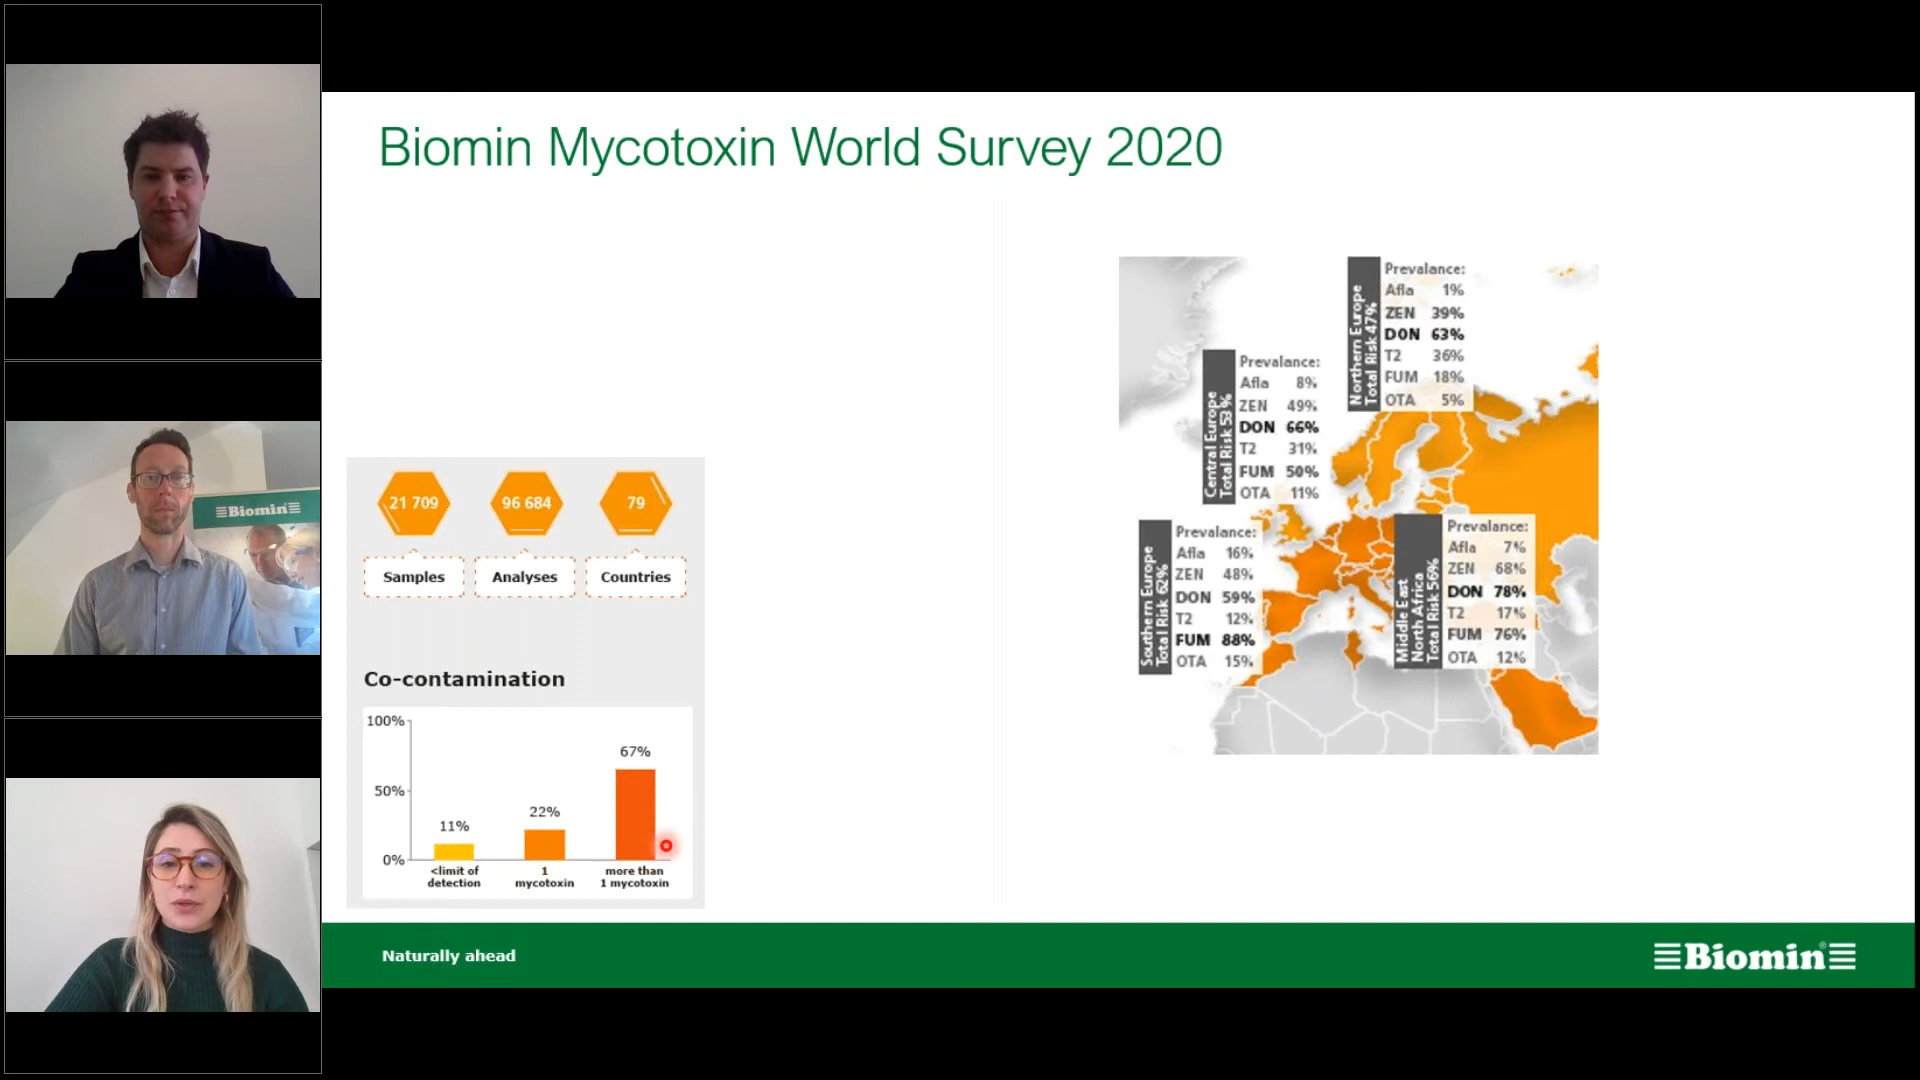 Biomin Mycotoxin World Survey 2020
Biomin
21 709
96 684
79
Samples
Analyses
Countries
Co-contamination
100%
50%
0%
11%
22%
67%
<limit of
detection
1
mycotoxin
more than
1 mycotoxin
Northern Europe
Total Risk 47%
Prevalance:
Afla 1%
ZEN 39%
DON 63%
T2 36%
FUM 18%
OTA 5%
Central Europe
Total Risk 53%
Prevalance:
Afla 8%
ZEN 49%
DON 66%
T2 31%
FUM 50%
OTA 11%
Southern Europe
Total Risk 62%
Prevalance:
Afla 16%
ZEN 48%
DON 59%
T2 12%
FUM 88%
OTA 15%
Middle East
North Africa
Total Risk 56%
Prevalance:
Afla 7%
ZEN 68%
DON 78%
T2 17%
FUM 76%
OTA 12%
Naturally ahead
Biomin®